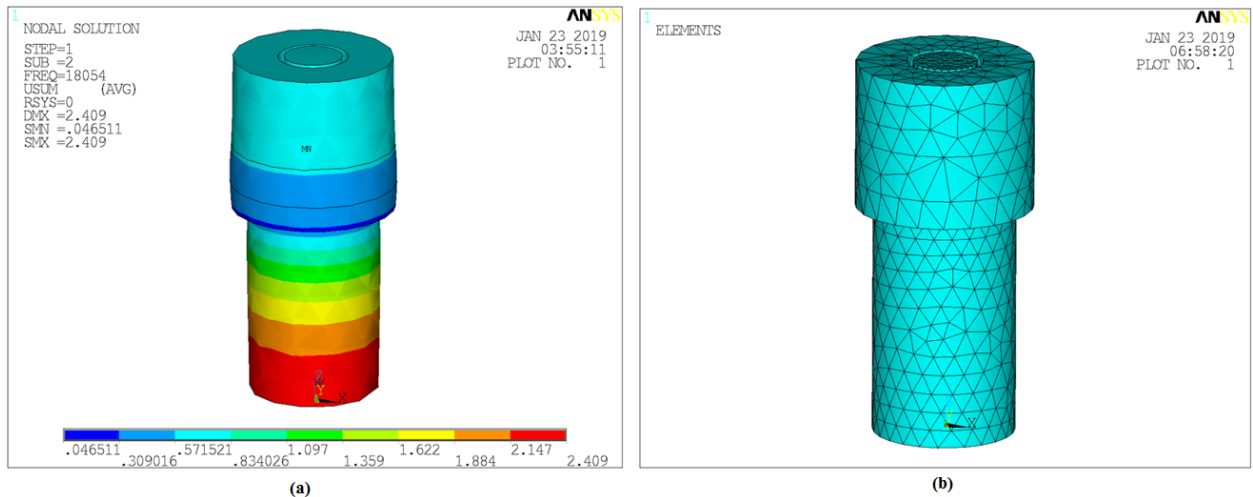 1
NODAL SOLUTION
STEP=1
SUB =2
FREQ=18054
USUM (AVG)
RSYS=0
DMX =2.409
SMN =.046511
SMX =2.409
ANSYS
JAN 23 2019
03:55:11
PLOT NO. 1
MN
Z
Y
X
.046511 .571521 1.097 1.622 2.147
.309016 .834026 1.359 1.884 2.409
(a)
1
ELEMENTS
ANSYS
JAN 23 2019
06:58:20
PLOT NO. 1
X
(b)